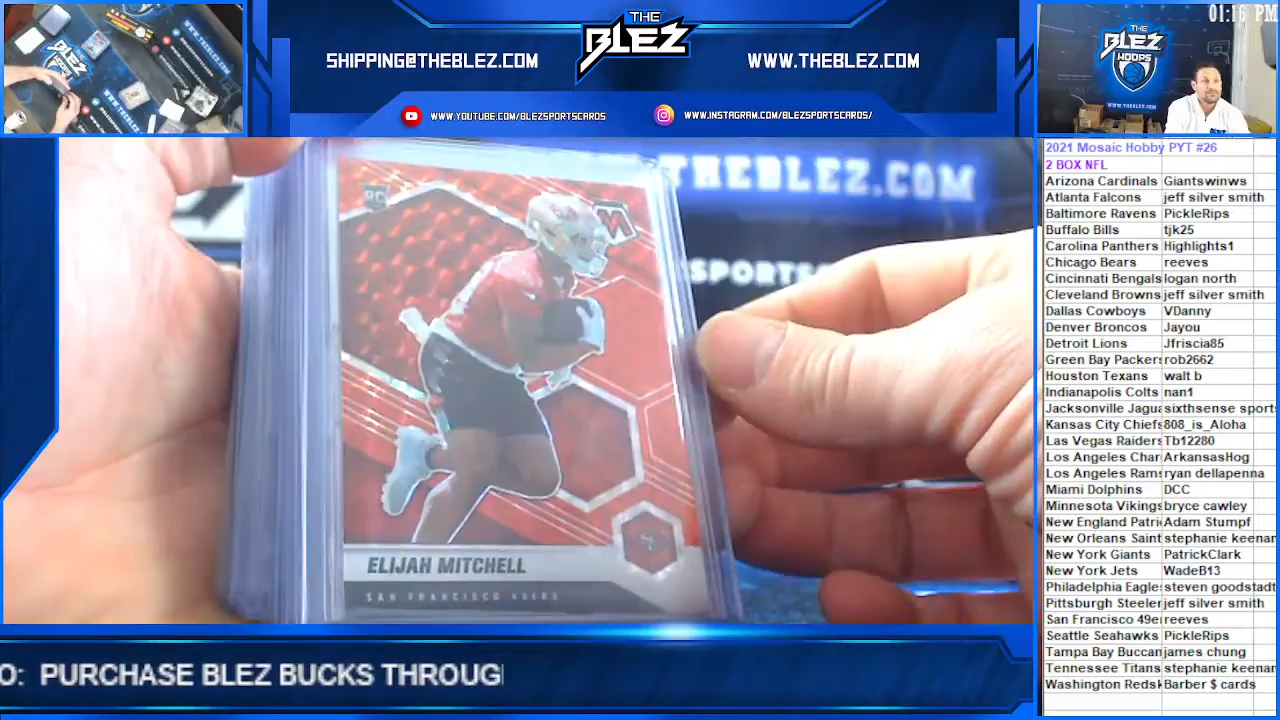 SHIPPING@THEBLEZ.COM
THE
BLEZ
WWW.THEBLEZ.COM
WWW.YOUTUBE.COM/BLEZSPORTSCARDS
WWW.INSTAGRAM.COM/BLEZSPORTSCARDS/
01:16 PM
THE
BLEZ
HOOPS
WWW.THEBLEZ.COM
THEBLEZ.COM
SPORTSC
RC
M
ELIJAH MITCHELL
SAN FRANCISCO 49ERS
O: PURCHASE BLEZ BUCKS THROUG
2021 Mosaic Hobby PYT #26
2 BOX NFL
Arizona Cardinals Giantswinws
Atlanta Falcons jeff silver smith
Baltimore Ravens PickleRips
Buffalo Bills tjk25
Carolina Panthers Highlights1
Chicago Bears reeves
Cincinnati Bengals logan north
Cleveland Browns jeff silver smith
Dallas Cowboys VDanny
Denver Broncos Jayou
Detroit Lions Jfriscia85
Green Bay Packers rob2662
Houston Texans walt b
Indianapolis Colts nan1
Jacksonville Jagua sixthsense sport
Kansas City Chiefs 808_is_Aloha
Las Vegas Raiders Tb12280
Los Angeles Char ArkansasHog
Los Angeles Rams ryan dellapenna
Miami Dolphins DCC
Minnesota Vikings bryce cawley
New England Patri Adam Stumpf
New Orleans Saint stephanie keenan
New York Giants PatrickClark
New York Jets WadeB13
Philadelphia Eagle steven goodstadt
Pittsburgh Steeler jeff silver smith
San Francisco 49e reeves
Seattle Seahawks PickleRips
Tampa Bay Buccan james chung
Tennessee Titans stephanie keenan
Washington Redsk Barber $ cards